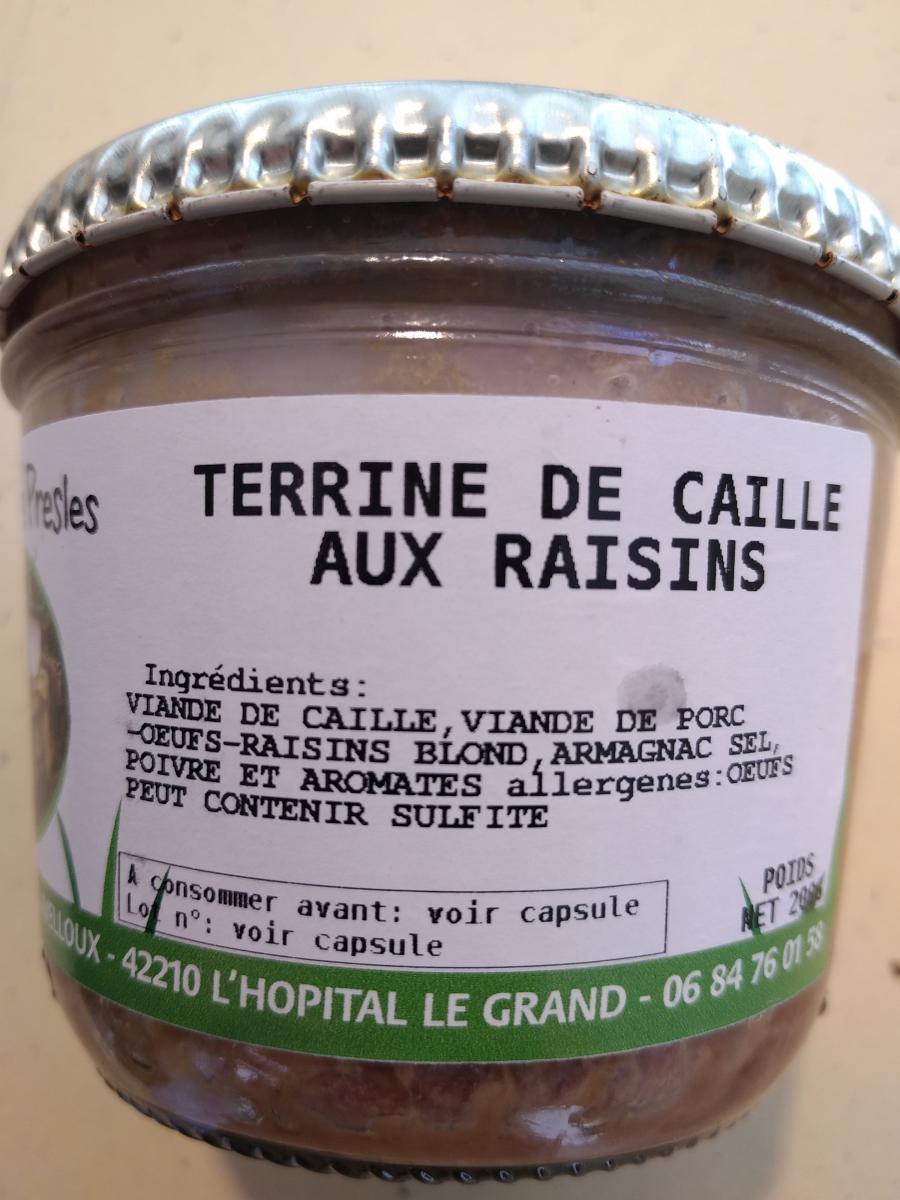 Presles
TERRINE DE CAILLE
AUX RAISINS
Ingrédients:
VIANDE DE CAILLE,VIANDE DE PORC
-OEUFS-RAISINS BLOND,ARMAGNAC SEL,
POIVRE ET AROMATES allergenes:OEUFS
PEUT CONTENIR SULFITE
A consommer avant: voir capsule
Lot n°: voir capsule
POIDS
NET 200g
- 42210 L'HOPITAL LE GRAND - 06 84 76 01 58